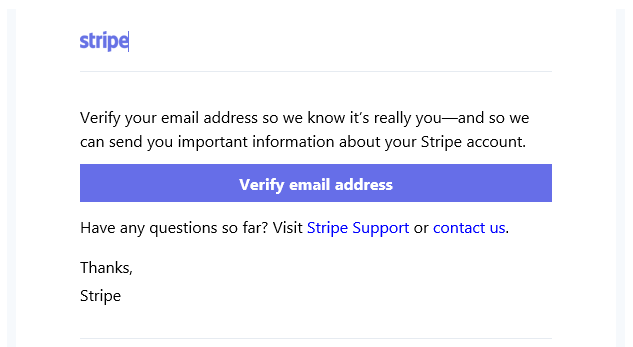 stripe
Verify your email address so we know it’s really you—and so we
can send you important information about your Stripe account.
Verify email address
Have any questions so far? Visit Stripe Support or contact us.
Thanks,
Stripe